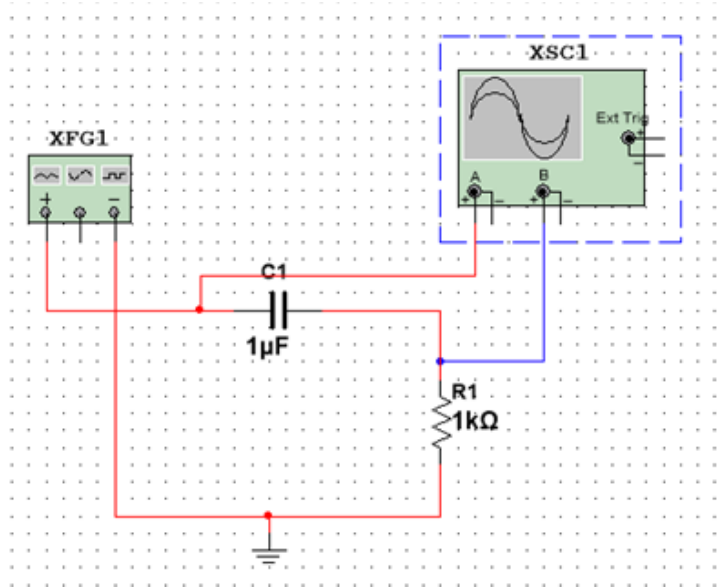 XSC1
Ext Trig
+
−
A
B
+ −
+ −
XFG1
+ −
C1
1µF
R1
1kΩ